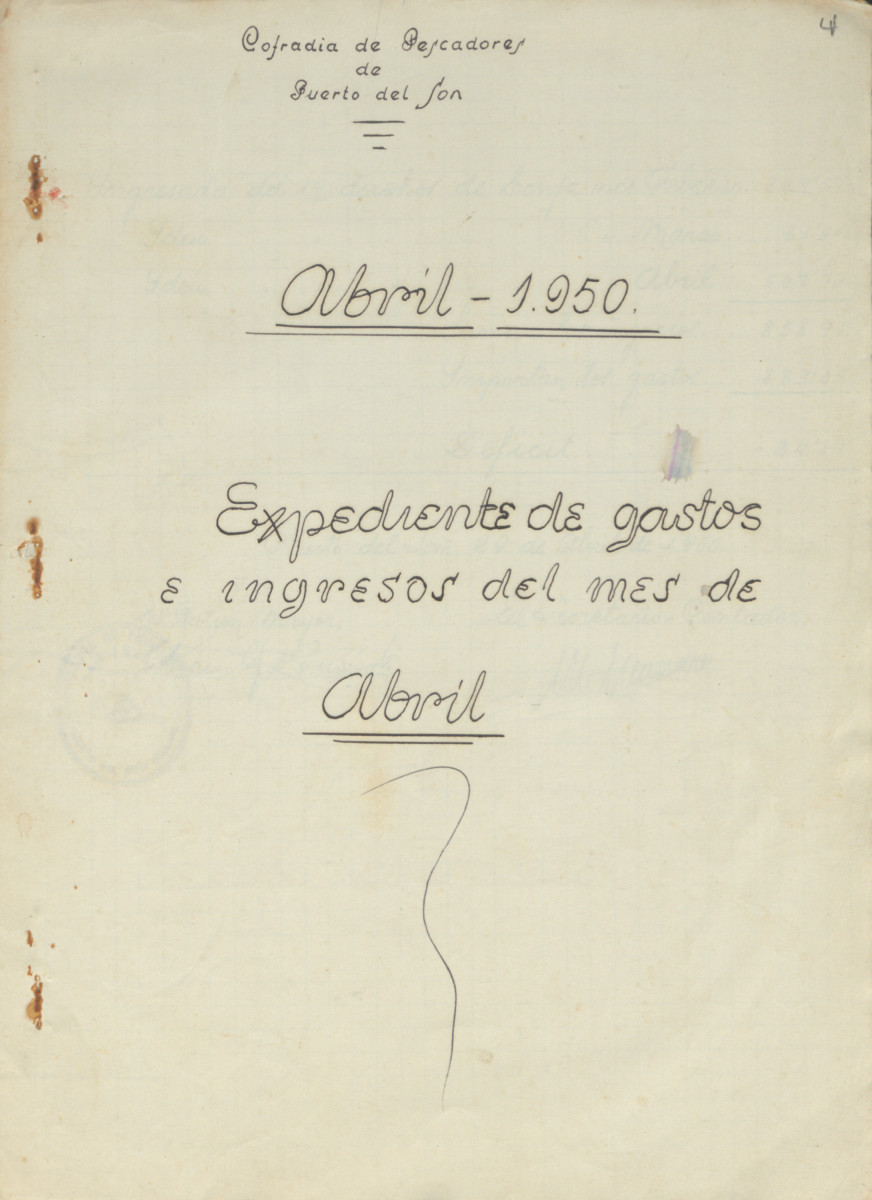 4
Cofradia de Pescadores
de
Puerto del Son
Abril - 1.950.
Expediente de gastos
e ingresos del mes de
Abril